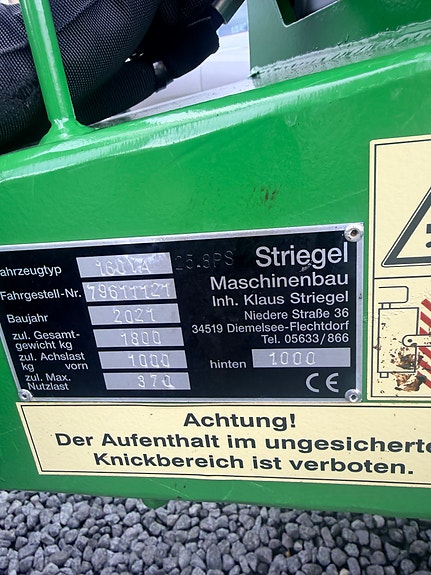 ahrzeugtyp 160VA 25.8PS
Fahrgestell-Nr. 79611121
Baujahr 2021
zul. Gesamt-
gewicht kg 1800
zul. Achslast
kg vorn 1000 hinten 1000
zul. Max.
Nutzlast 370
Striegel
Maschinenbau
Inh. Klaus Striegel
Niedere Straße 36
34519 Diemelsee-Flechtdorf
Tel. 05633/866
CE
Achtung!
Der Aufenthalt im ungesicherte
Knickbereich ist verboten.